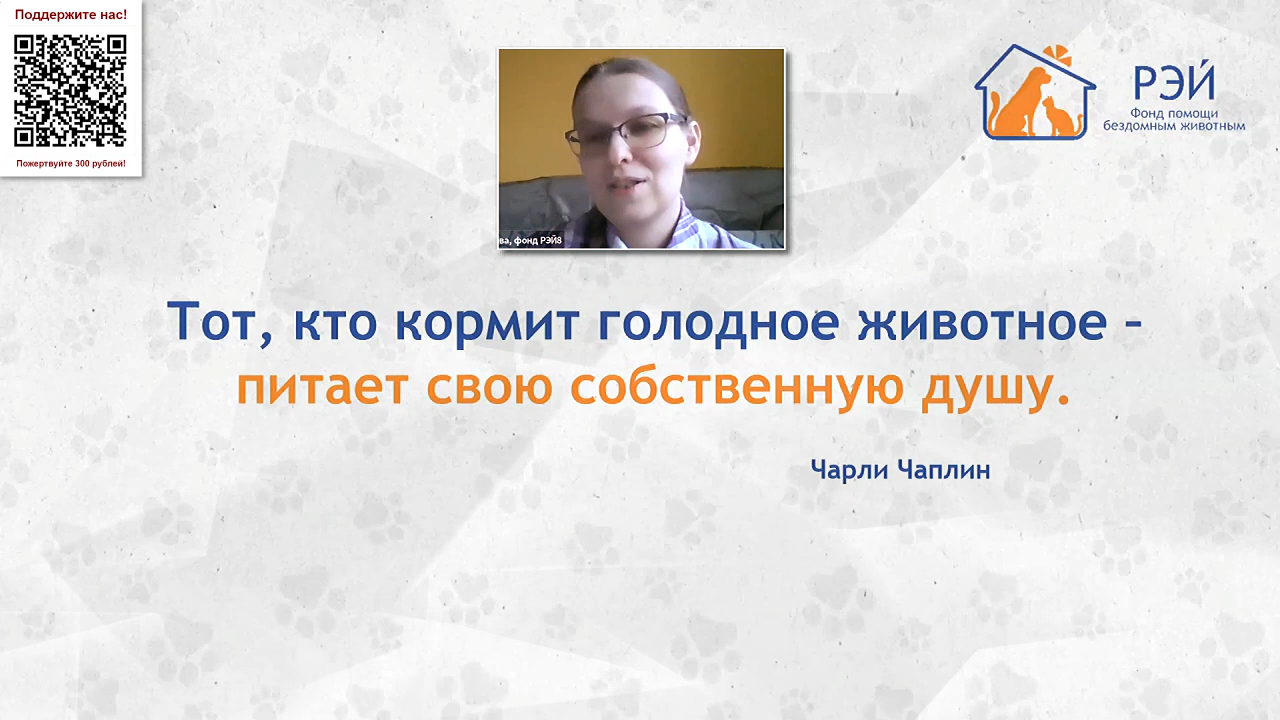 Поддержите нас!
Пожертвуйте 300 рублей!
ва, фонд РЭЙ8
РЭЙ
Фонд помощи
бездомным животным
Тот, кто кормит голодное животное –
питает свою собственную душу.
Чарли Чаплин